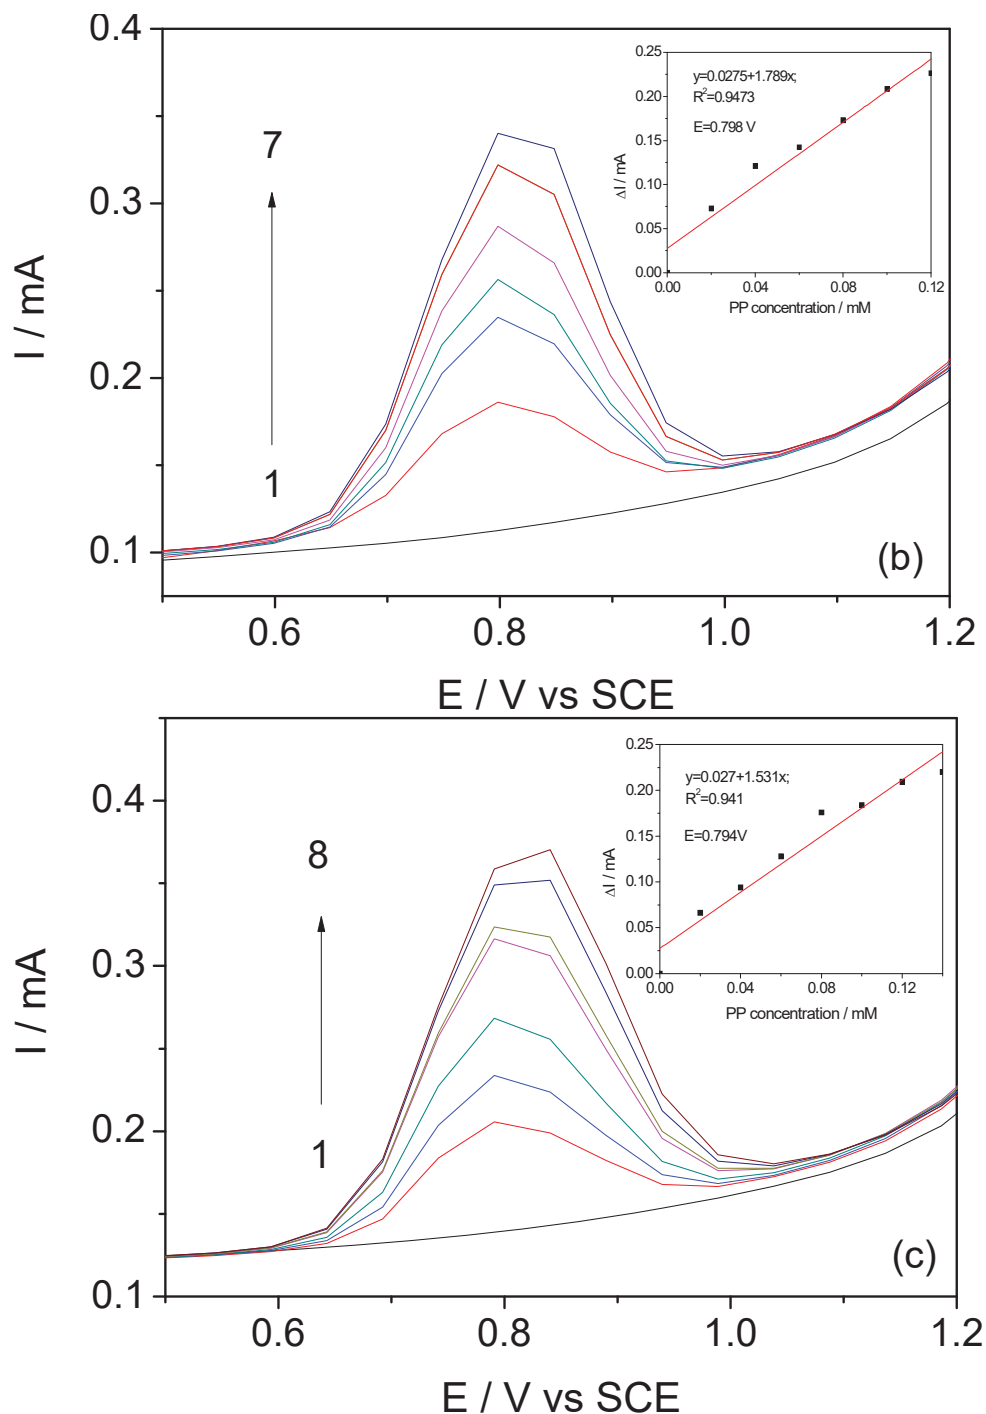 0.4
0.3
0.2
0.1
I / mA
7
1
(b)
0.6
0.8
1.0
1.2
E / V vs SCE
0.25
0.20
0.15
0.10
0.05
0.00
ΔI / mA
y=0.0275+1.789x;
R²=0.9473
E=0.798 V
0.00
0.04
0.08
0.12
PP concentration / mM
0.4
0.3
0.2
0.1
I / mA
8
1
(c)
0.6
0.8
1.0
1.2
E / V vs SCE
0.25
0.20
0.15
0.10
0.05
0.00
ΔI / mA
y=0.027+1.531x;
R²=0.941
E=0.794V
0.00
0.04
0.08
0.12
PP concentration / mM